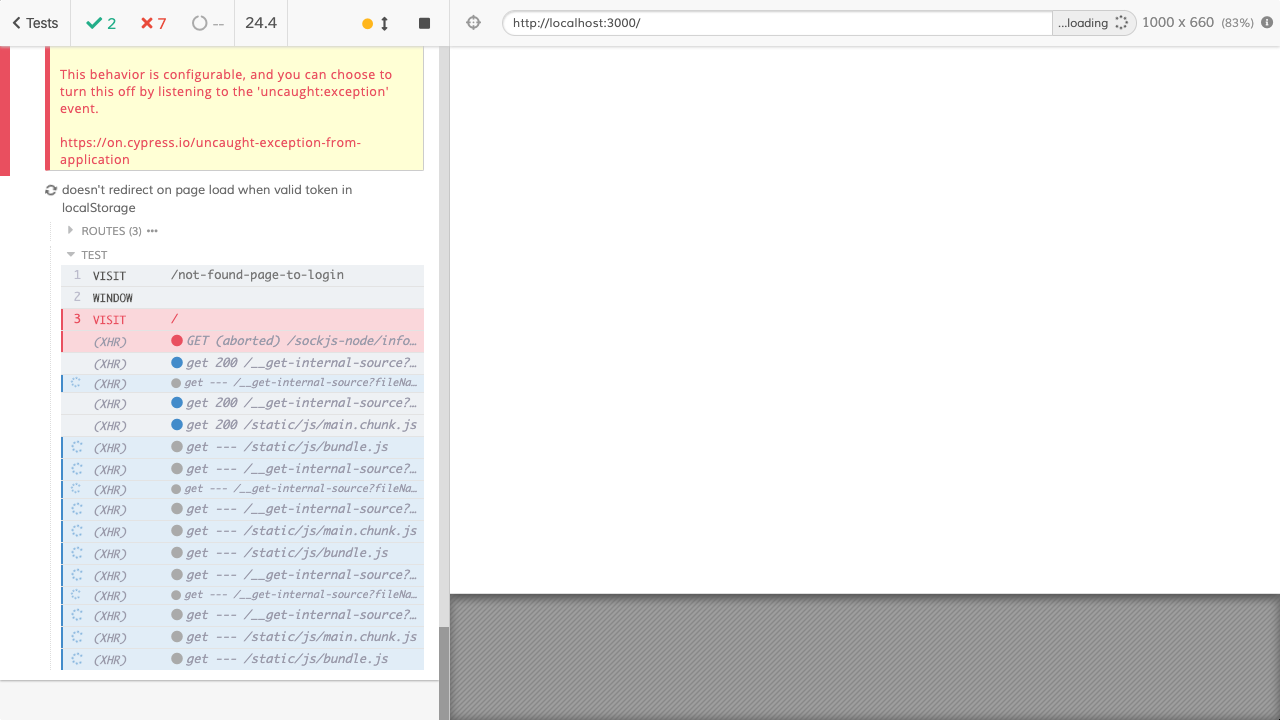 Tests 2 7 -- 24.4
http://localhost:3000/ ...loading 1000 x 660 (83%)
This behavior is configurable, and you can choose to
turn this off by listening to the 'uncaught:exception'
event.
https://on.cypress.io/uncaught-exception-from-
application
doesn't redirect on page load when valid token in
localStorage
ROUTES (3) •••
TEST
1 VISIT /not-found-page-to-login
2 WINDOW
3 VISIT /
(XHR) GET (aborted) /sockjs-node/info…
(XHR) get 200 /__get-internal-source?…
(XHR) get --- /__get-internal-source?fileNa…
(XHR) get 200 /__get-internal-source?…
(XHR) get 200 /static/js/main.chunk.js
(XHR) get --- /static/js/bundle.js
(XHR) get --- /__get-internal-source?…
(XHR) get --- /__get-internal-source?fileNa…
(XHR) get --- /__get-internal-source?…
(XHR) get --- /static/js/main.chunk.js
(XHR) get --- /static/js/bundle.js
(XHR) get --- /__get-internal-source?…
(XHR) get --- /__get-internal-source?fileNa…
(XHR) get --- /__get-internal-source?…
(XHR) get --- /static/js/main.chunk.js
(XHR) get --- /static/js/bundle.js